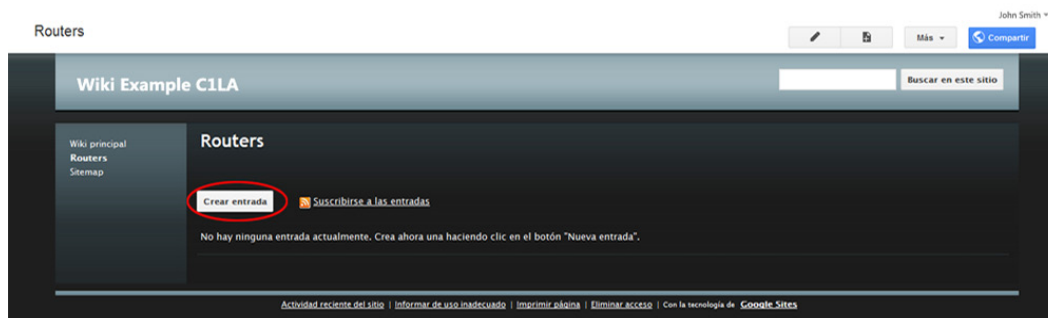 John Smith
Routers
Más
Compartir
Wiki Example C1LA
Buscar en este sitio
Wiki principal
Routers
Sitemap
Routers
Crear entrada
Suscribirse a las entradas
No hay ninguna entrada actualmente. Crea ahora una haciendo clic en el botón "Nueva entrada".
Actividad reciente del sitio | Informar de uso inadecuado | Imprimir página | Eliminar acceso | Con la tecnología de Google Sites